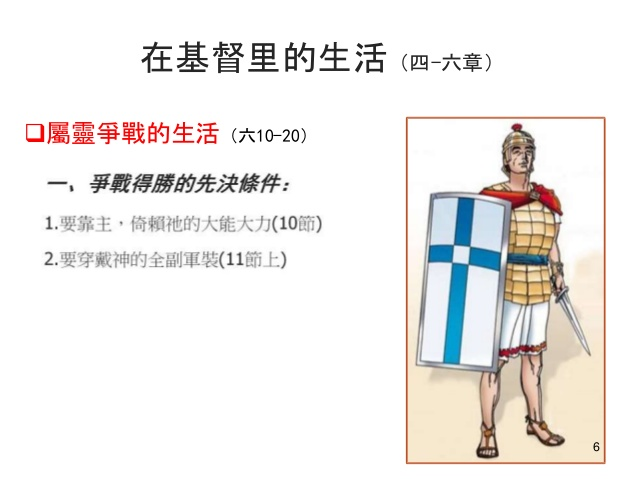 在基督里的生活（四-六章）
❑屬靈爭戰的生活（六10-20）
一、爭戰得勝的先決條件：
1.要靠主，倚賴祂的大能大力(10節)
2.要穿戴神的全副軍裝(11節上)
6